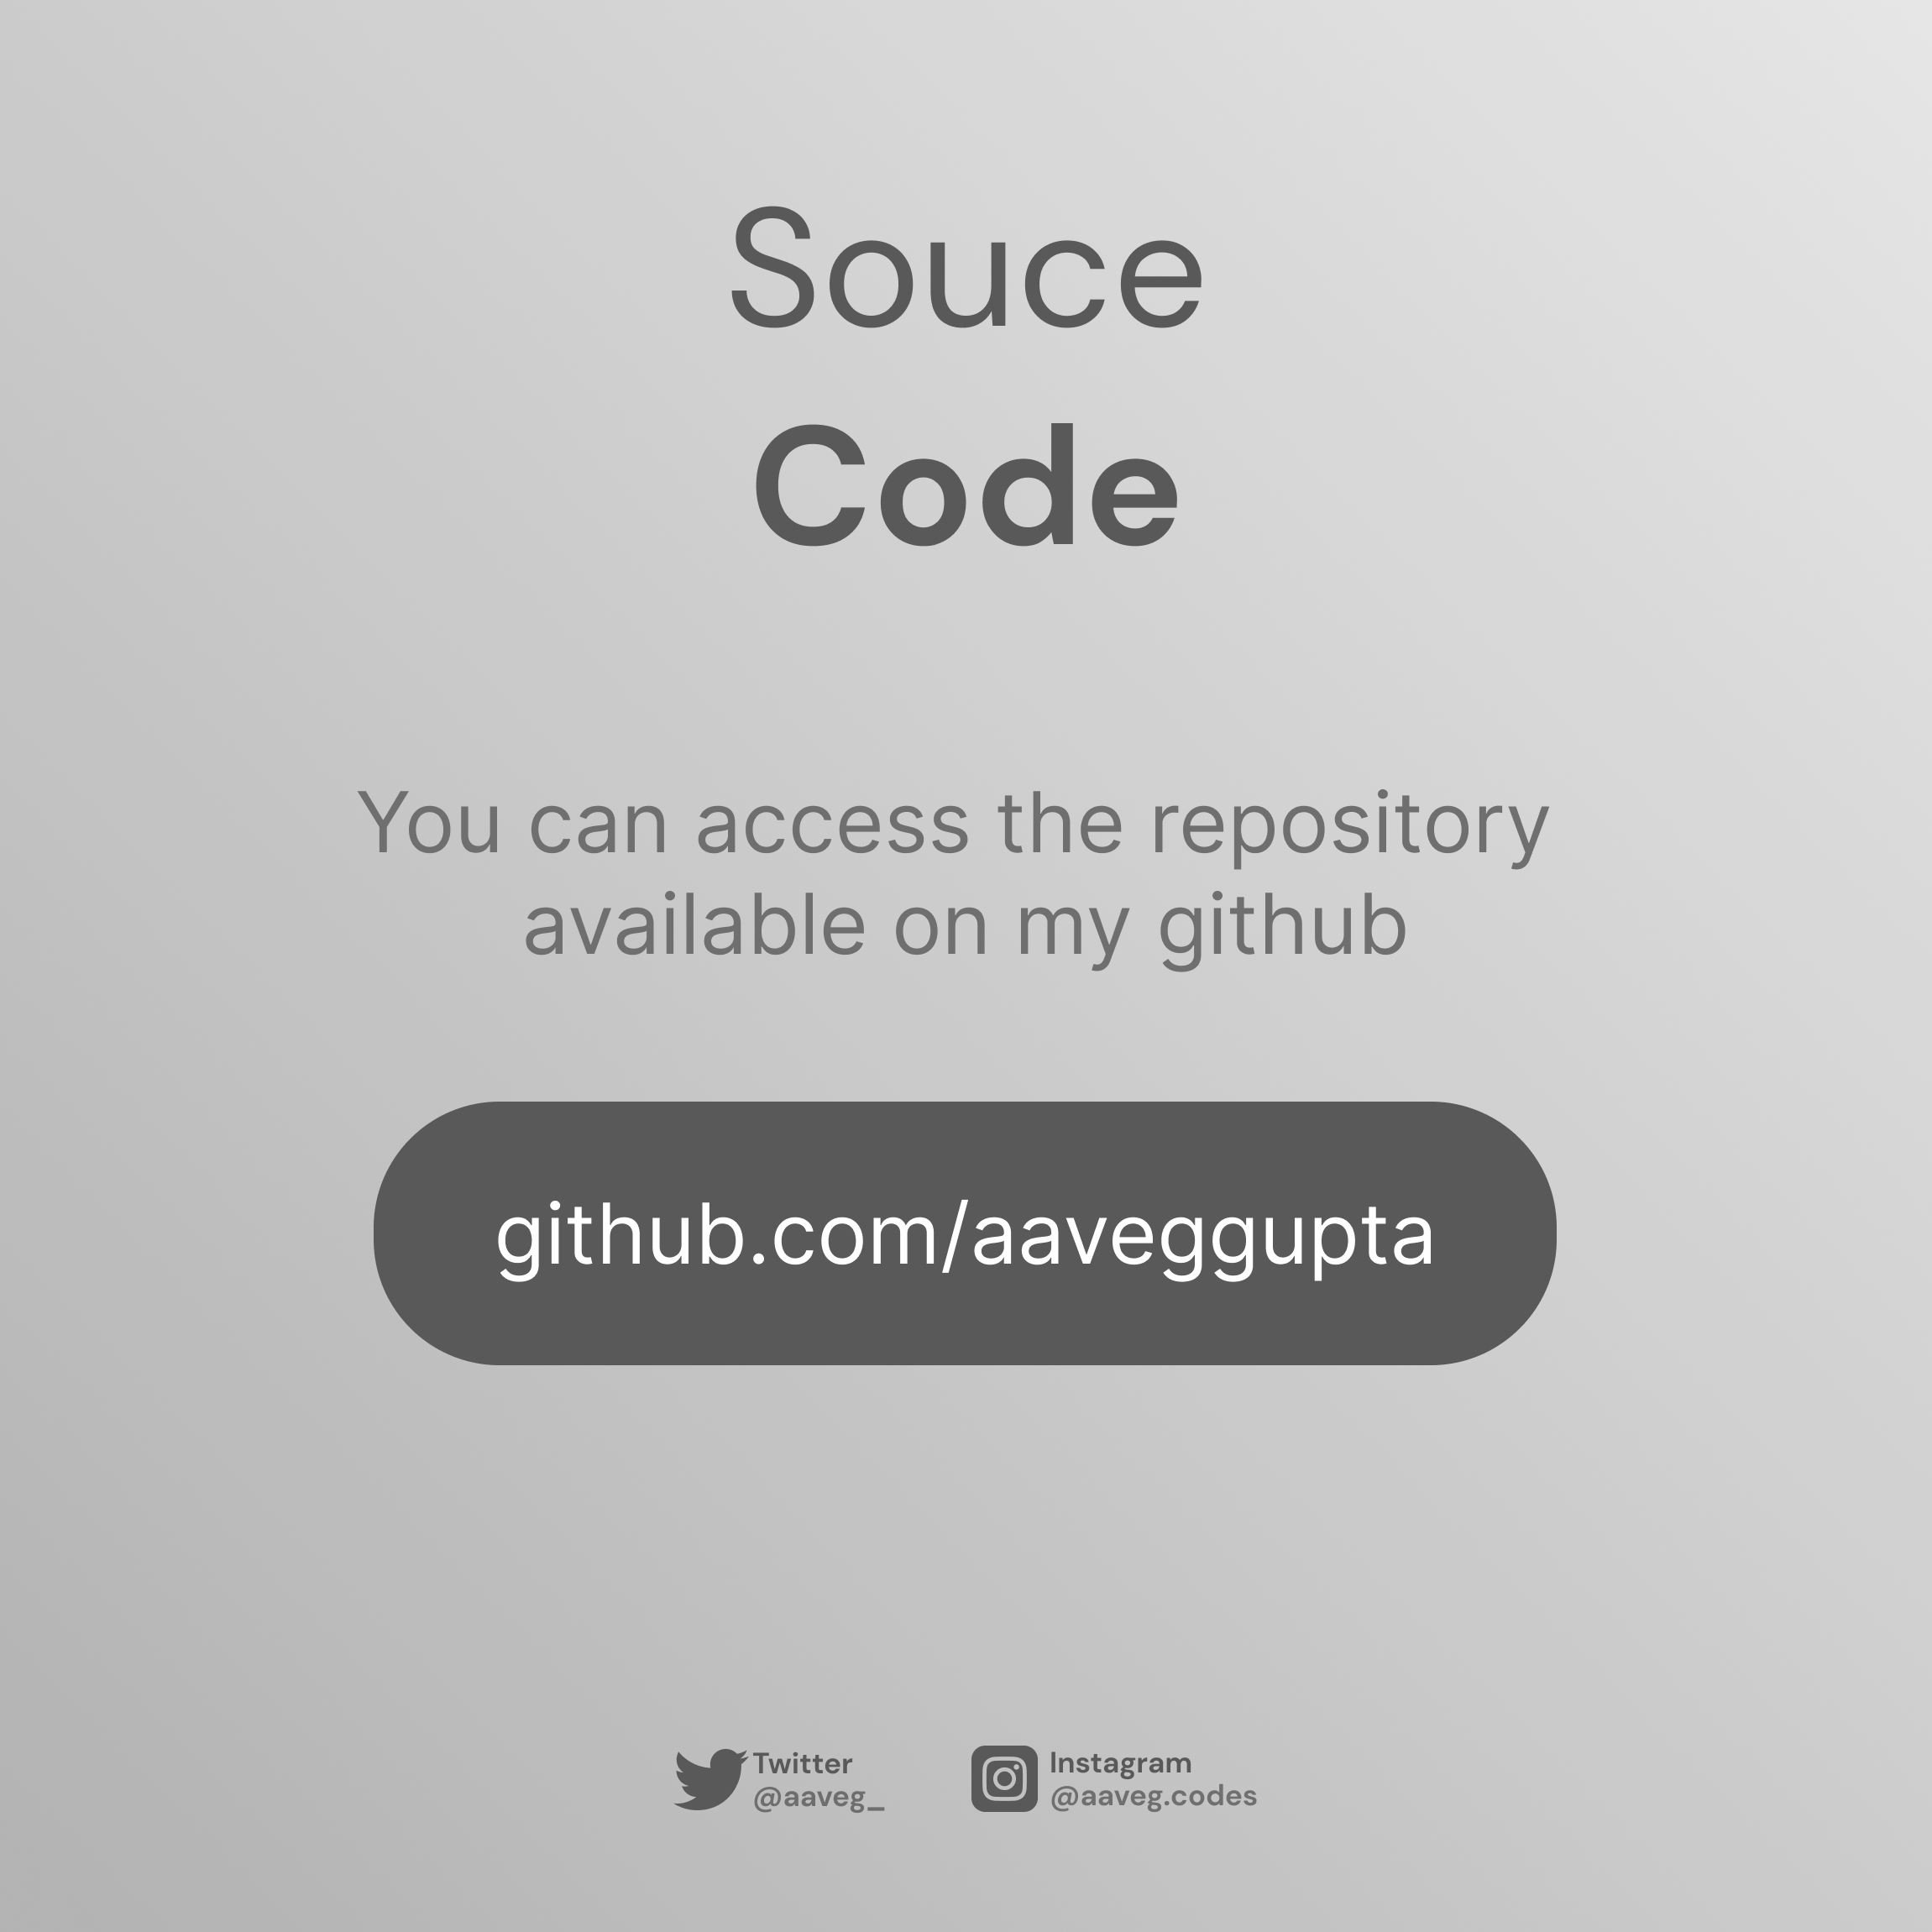 Souce
Code
You can access the repository
available on my github
github.com/aaveggupta
Twitter
@aaveg_
Instagram
@aaveg.codes